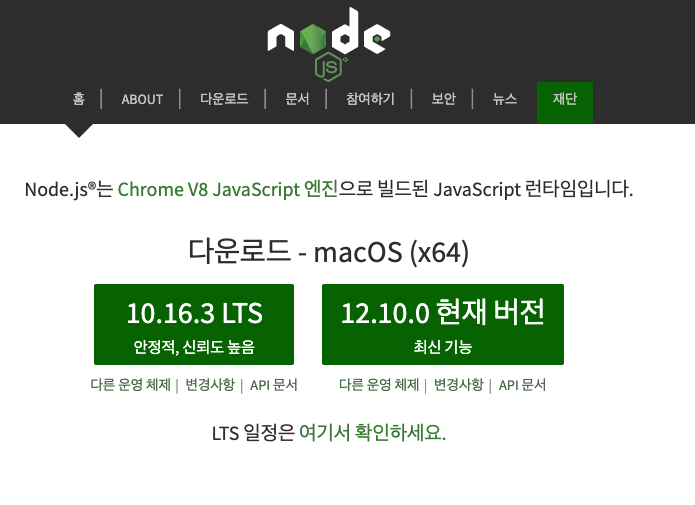 node
JS
홈 | ABOUT | 다운로드 | 문서 | 참여하기 | 보안 | 뉴스 | 재단
Node.js®는 Chrome V8 JavaScript 엔진으로 빌드된 JavaScript 런타임입니다.
다운로드 - macOS (x64)
10.16.3 LTS
안정적, 신뢰도 높음
다른 운영 체제 | 변경사항 | API 문서
12.10.0 현재 버전
최신 기능
다른 운영 체제 | 변경사항 | API 문서
LTS 일정은 여기서 확인하세요.